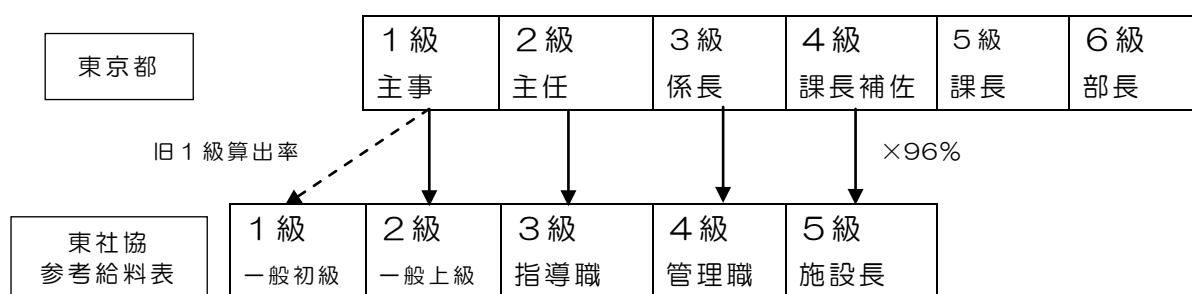 東京都
１級 ２級 ３級 ４級 ５級 ６級
主事 主任 係長 課長補佐 課長 部長
旧１級算出率
×96%
東社協
参考給料表
１級 ２級 ３級 ４級 ５級
一般初級 一般上級 指導職 管理職 施設長